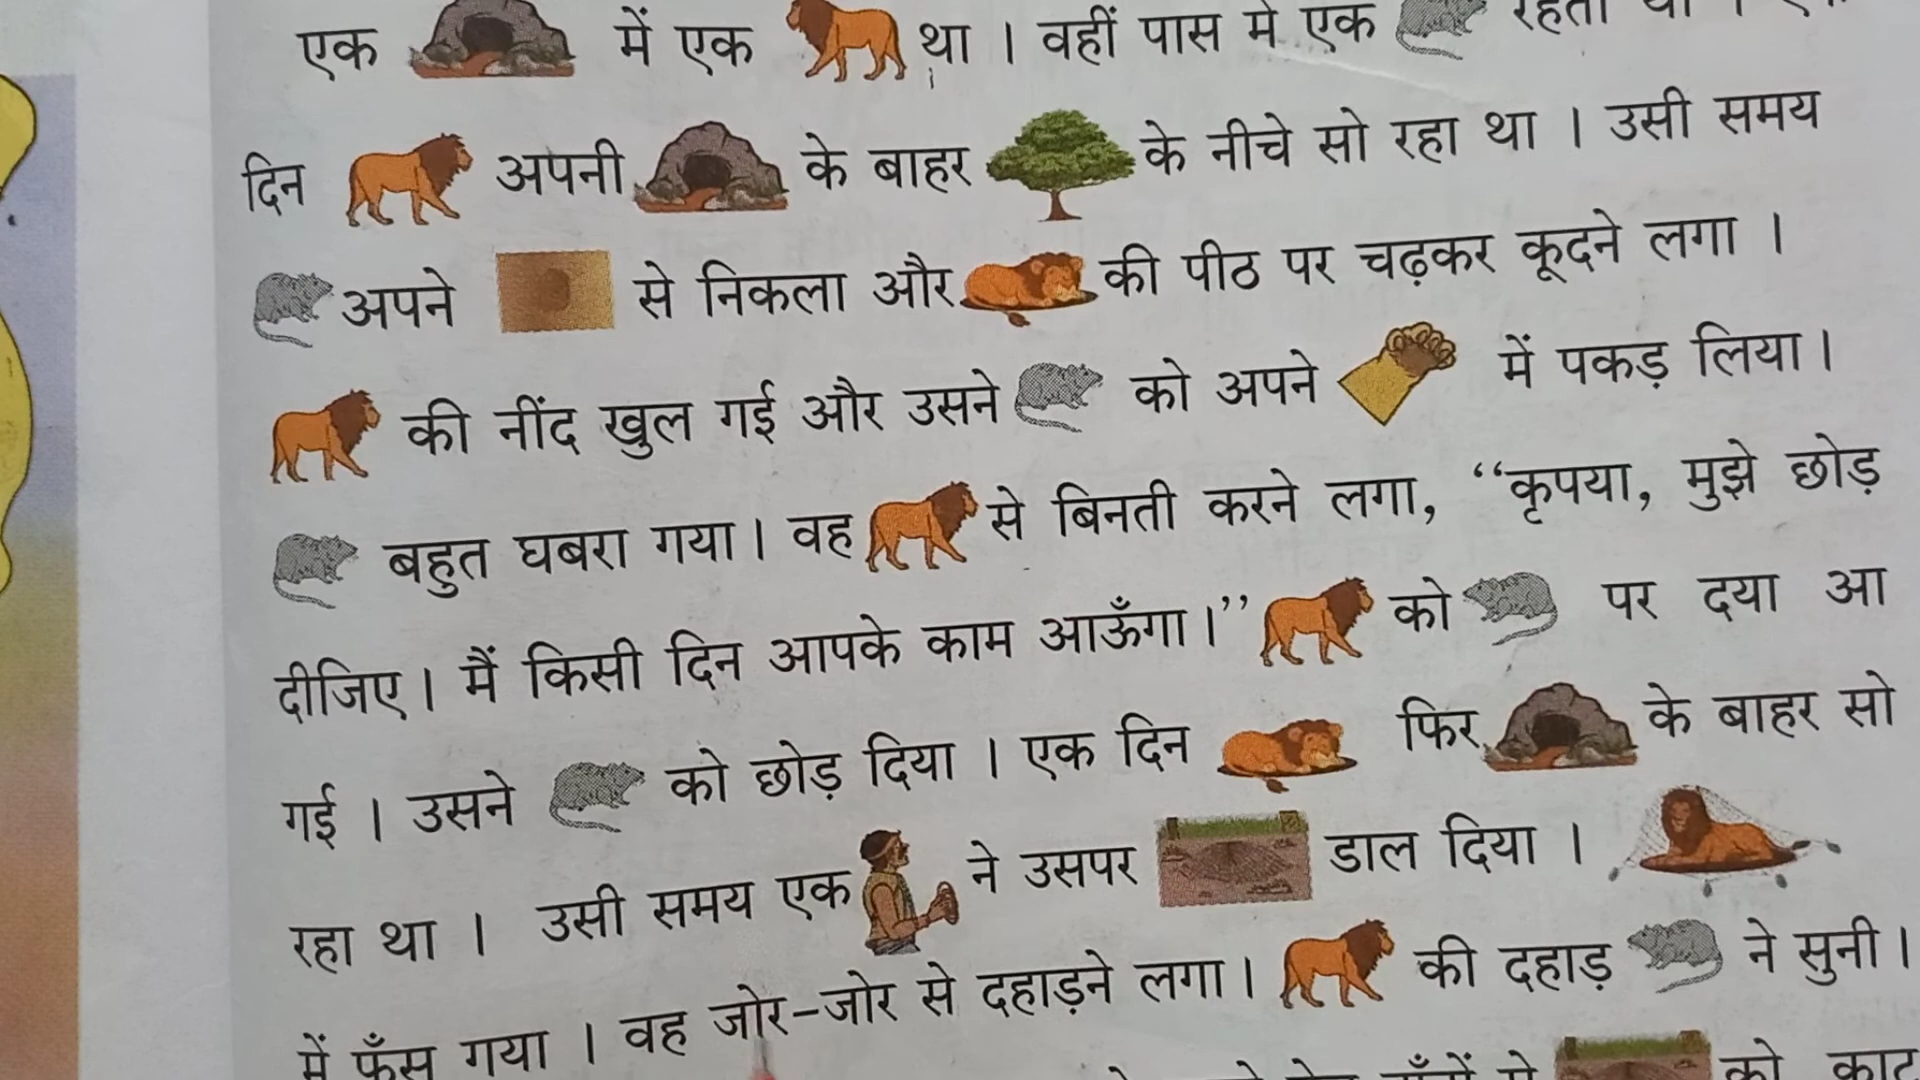 एक में एक था । वहीं पास में एक रहता था ।
दिन अपनी के बाहर के नीचे सो रहा था । उसी समय
अपने से निकला और की पीठ पर चढ़कर कूदने लगा ।
की नींद खुल गई और उसने को अपने में पकड़ लिया।
बहुत घबरा गया। वह से बिनती करने लगा, “कृपया, मुझे छोड़
दीजिए। मैं किसी दिन आपके काम आऊँगा।” को पर दया आ
गई । उसने को छोड़ दिया । एक दिन फिर के बाहर सो
रहा था । उसी समय एक ने उसपर डाल दिया ।
में फँस गया । वह जोर-जोर से दहाड़ने लगा। की दहाड़ ने सुनी।
को काट